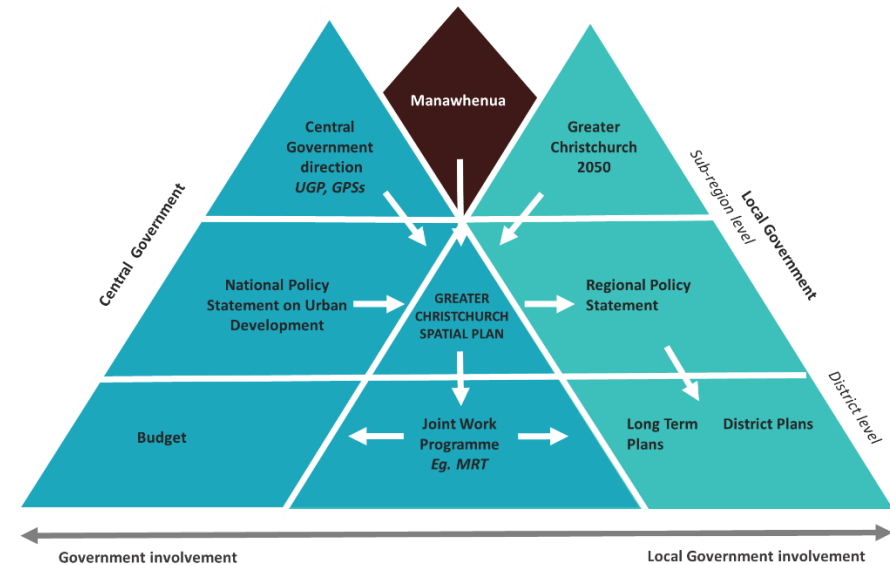 Manawhenua
Central
Government
direction
UGP, GPSs
Greater
Christchurch
2050
Sub-region level
Central Government
Local Government
National Policy
Statement on Urban
Development
GREATER
CHRISTCHURCH
SPATIAL PLAN
Regional Policy
Statement
District level
Budget
Joint Work
Programme
Eg. MRT
Long Term
Plans
District Plans
Government involvement
Local Government involvement